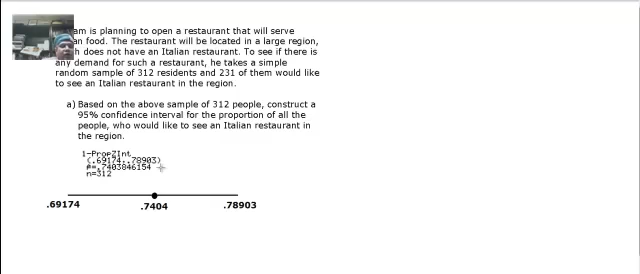 am is planning to open a restaurant that will serve
an food. The restaurant will be located in a large region,
h does not have an Italian restaurant. To see if there is
any demand for such a restaurant, he takes a simple
random sample of 312 residents and 231 of them would like
to see an Italian restaurant in the region.
a) Based on the above sample of 312 people, construct a
95% confidence interval for the proportion of all the
people, who would like to see an Italian restaurant in
the region.
1-PropZInt
(.69174,.78903)
p̂=.7403846154
n=312
.69174 .7404 .78903